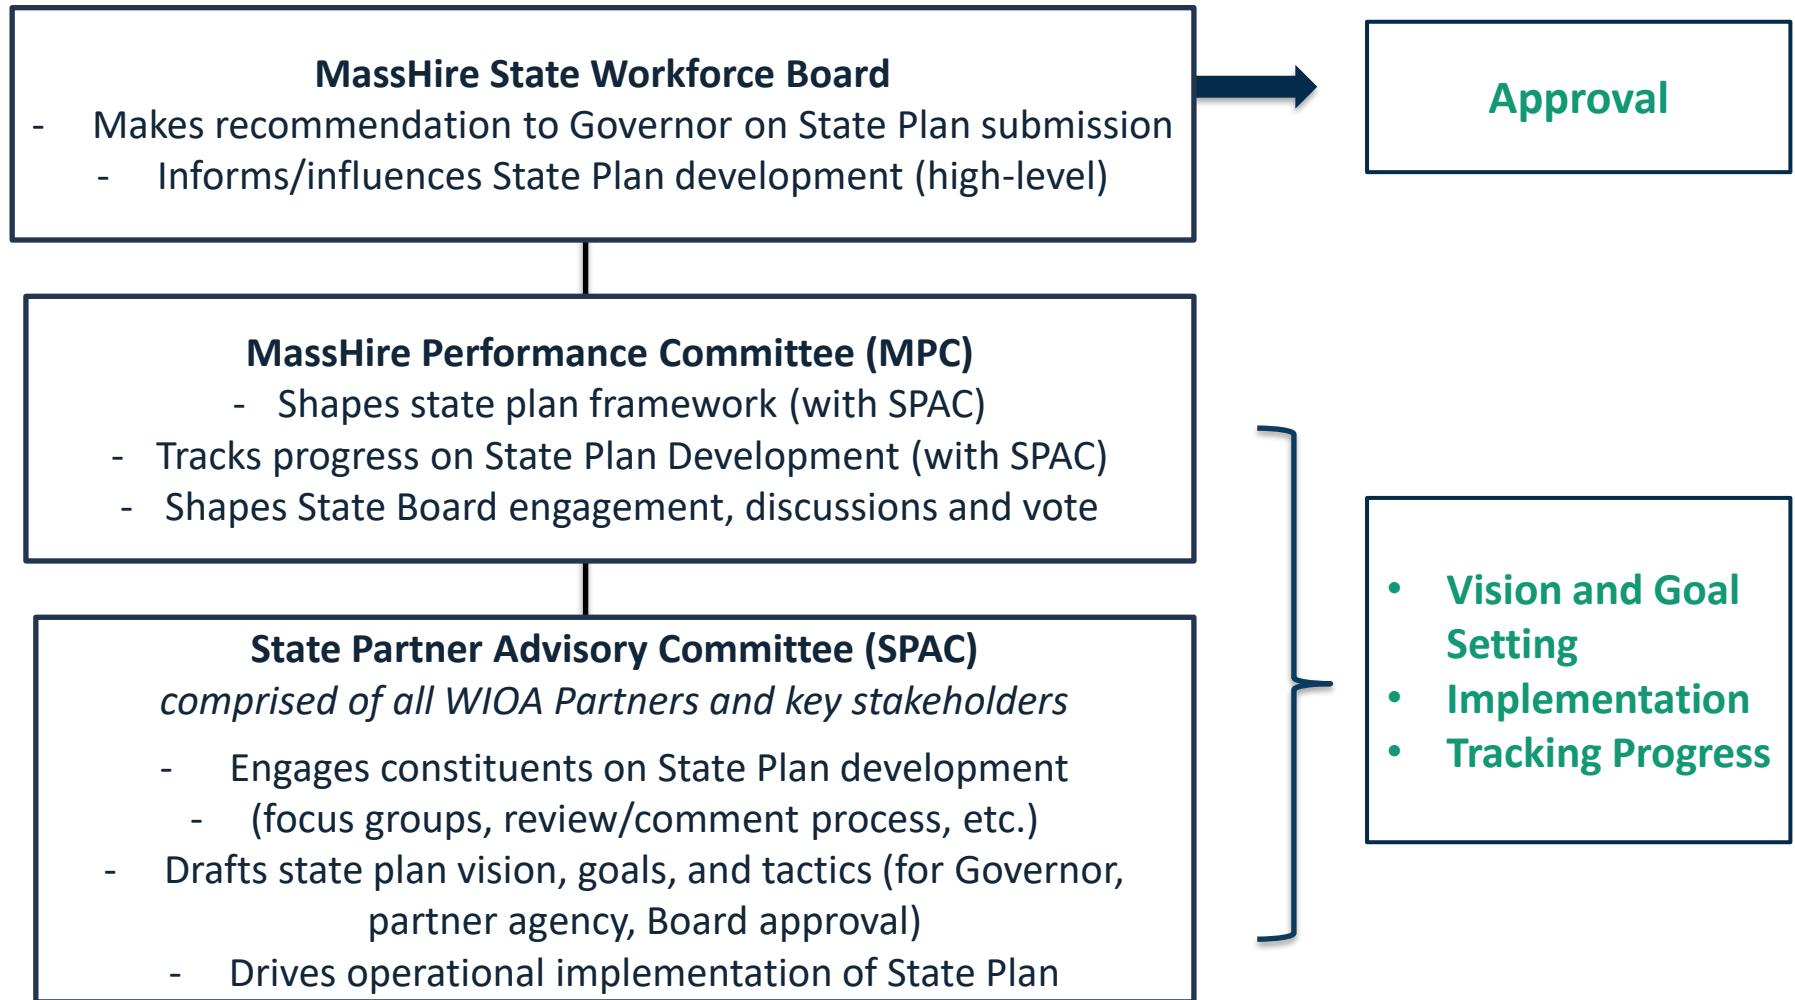 MassHire State Workforce Board
- Makes recommendation to Governor on State Plan submission
- Informs/influences State Plan development (high-level)
Approval
MassHire Performance Committee (MPC)
- Shapes state plan framework (with SPAC)
- Tracks progress on State Plan Development (with SPAC)
- Shapes State Board engagement, discussions and vote
State Partner Advisory Committee (SPAC)
comprised of all WIOA Partners and key stakeholders
- Engages constituents on State Plan development
- (focus groups, review/comment process, etc.)
- Drafts state plan vision, goals, and tactics (for Governor,
partner agency, Board approval)
- Drives operational implementation of State Plan
• Vision and Goal
Setting
• Implementation
• Tracking Progress